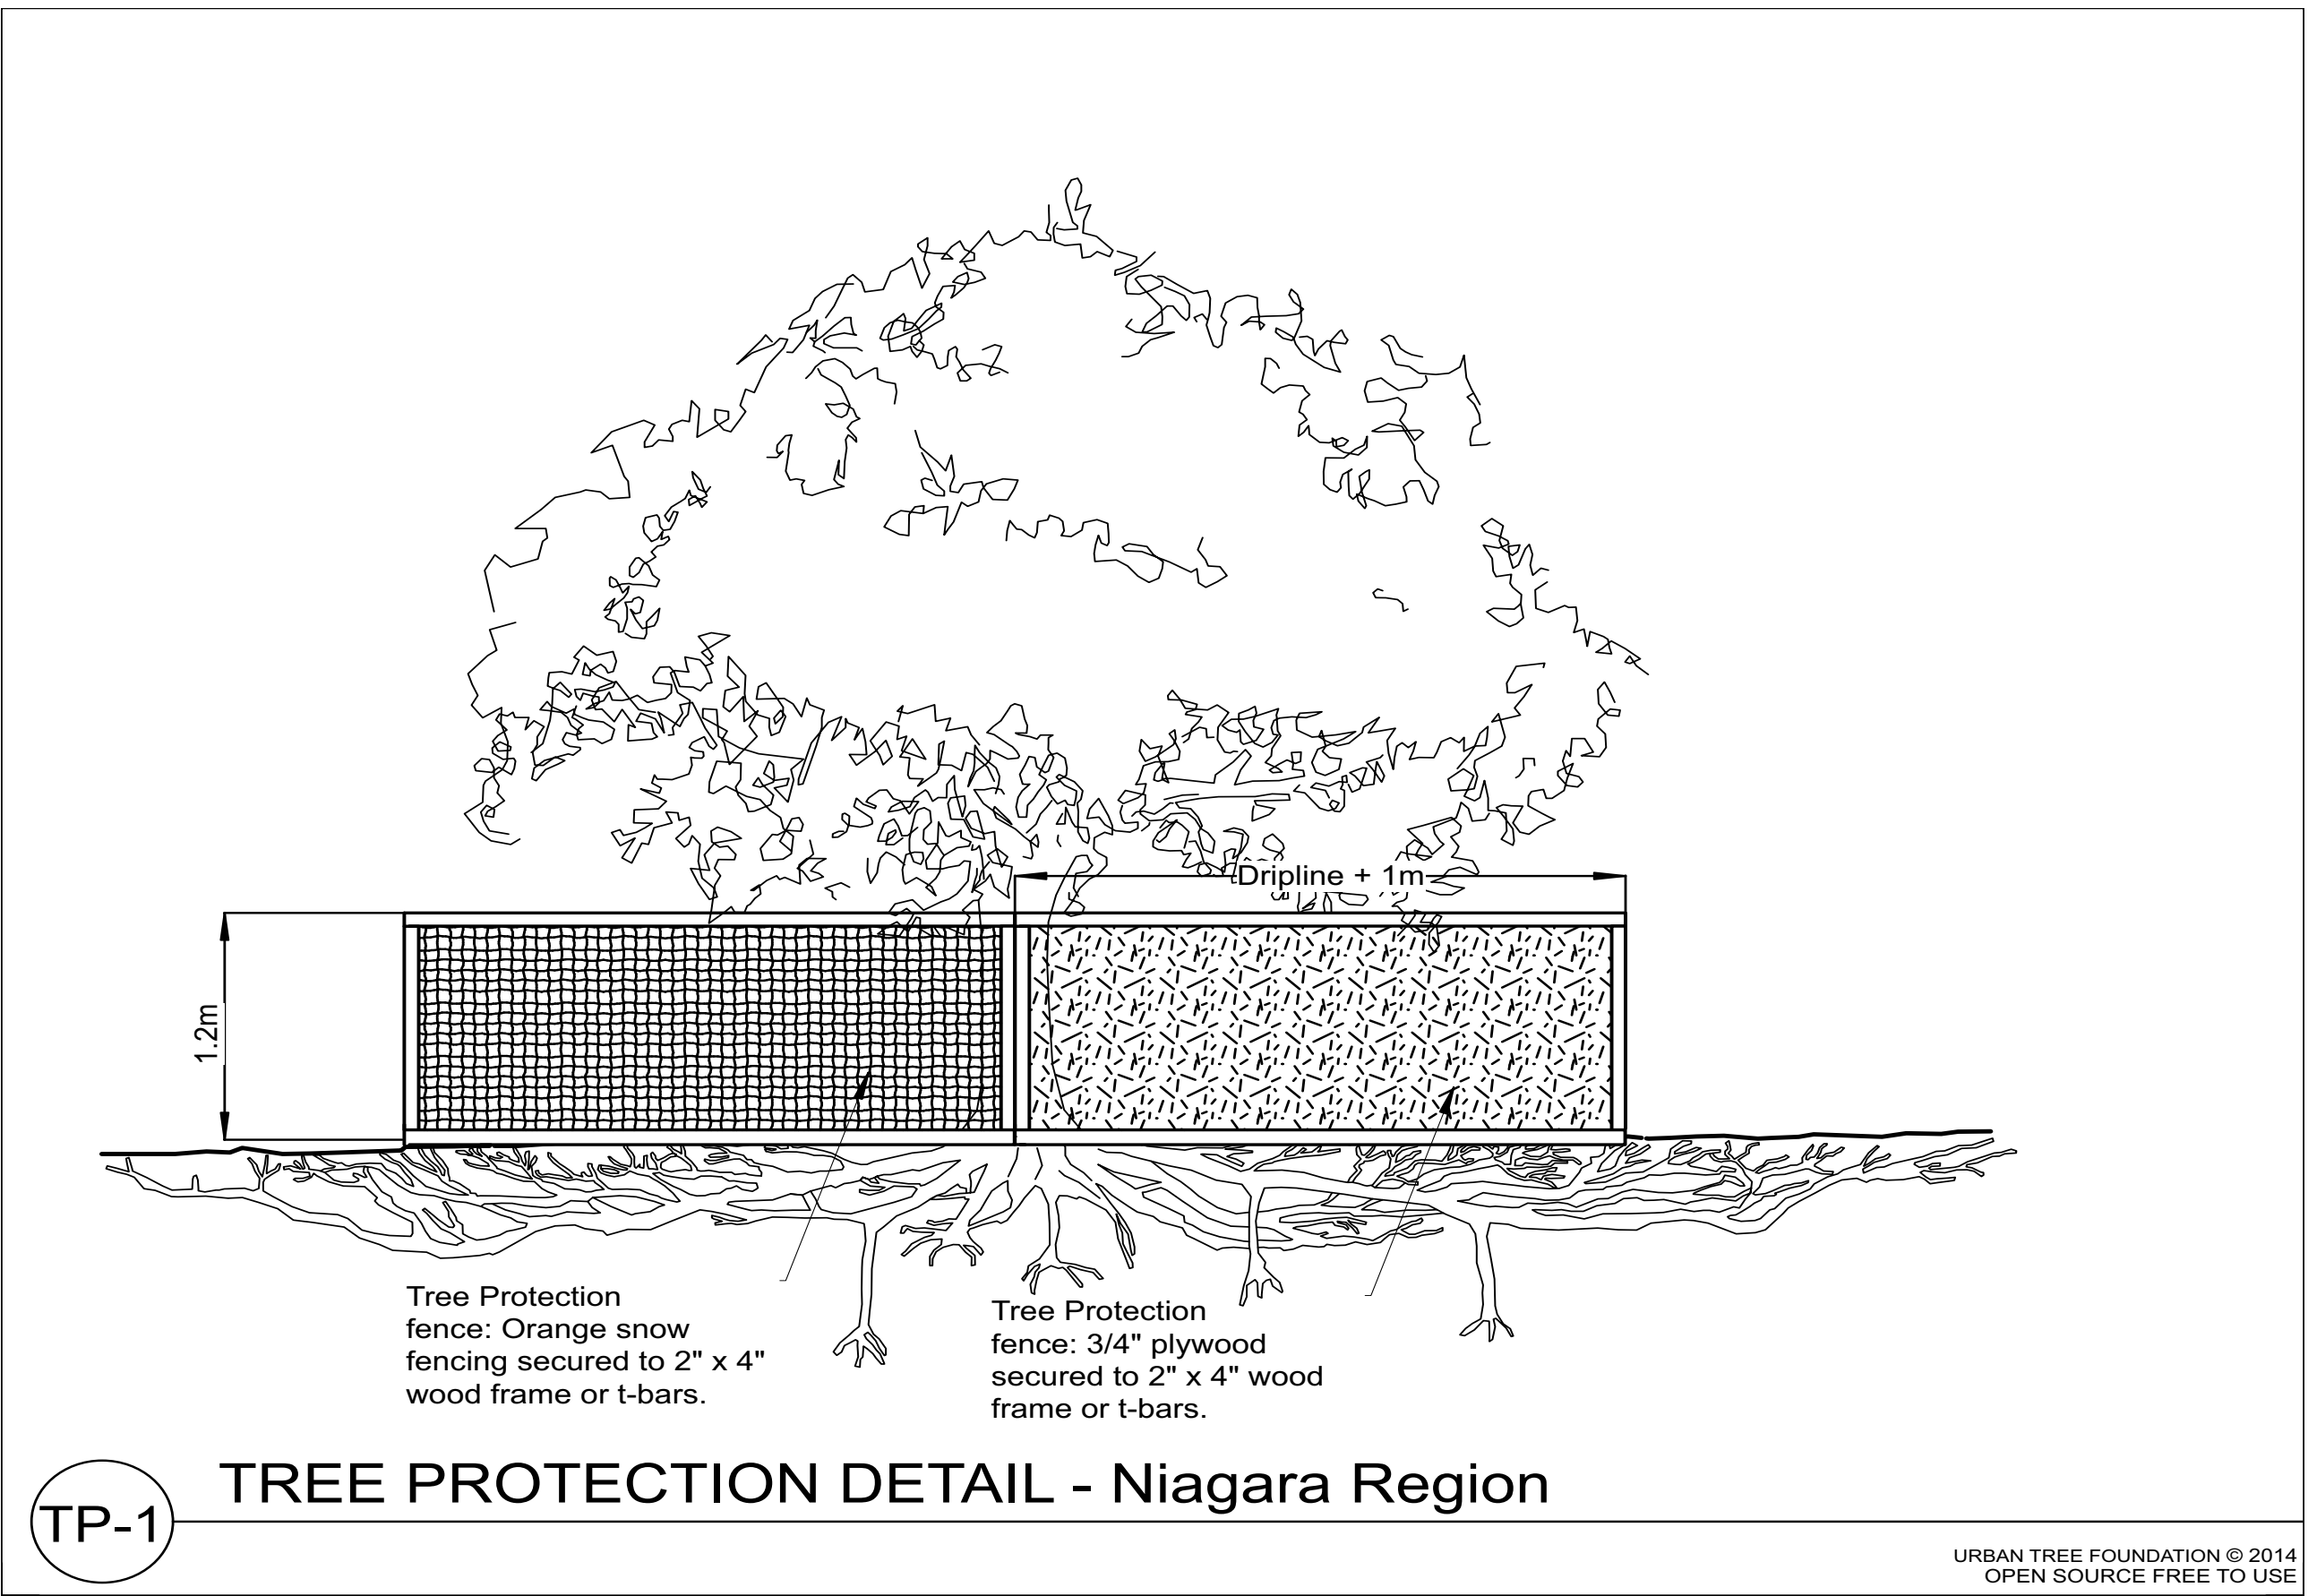 Dripline + 1m
1.2m
Tree Protection
fence: Orange snow
fencing secured to 2" x 4"
wood frame or t-bars.
Tree Protection
fence: 3/4" plywood
secured to 2" x 4" wood
frame or t-bars.
TP-1
TREE PROTECTION DETAIL - Niagara Region
URBAN TREE FOUNDATION © 2014
OPEN SOURCE FREE TO USE